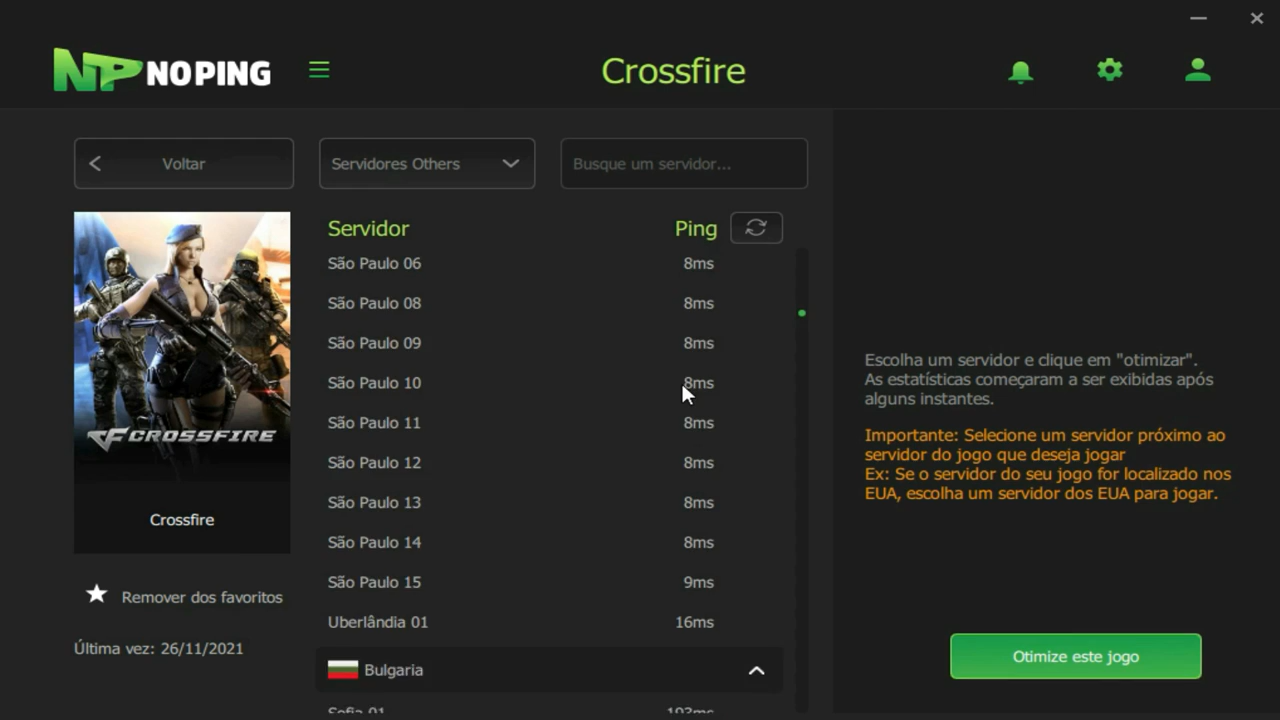 NP NOPING
Crossfire
Voltar
Servidores Others
Busque um servidor...
Servidor Ping
São Paulo 06 8ms
São Paulo 08 8ms
São Paulo 09 8ms
São Paulo 10 8ms
São Paulo 11 8ms
São Paulo 12 8ms
São Paulo 13 8ms
São Paulo 14 8ms
São Paulo 15 9ms
Uberlândia 01 16ms
Bulgaria
Sofia 01 193ms
CF CROSSFIRE
Crossfire
Remover dos favoritos
Última vez: 26/11/2021
Escolha um servidor e clique em "otimizar".
As estatísticas começaram a ser exibidas após
alguns instantes.
Importante: Selecione um servidor próximo ao
servidor do jogo que deseja jogar
Ex: Se o servidor do seu jogo for localizado nos
EUA, escolha um servidor dos EUA para jogar.
Otimize este jogo